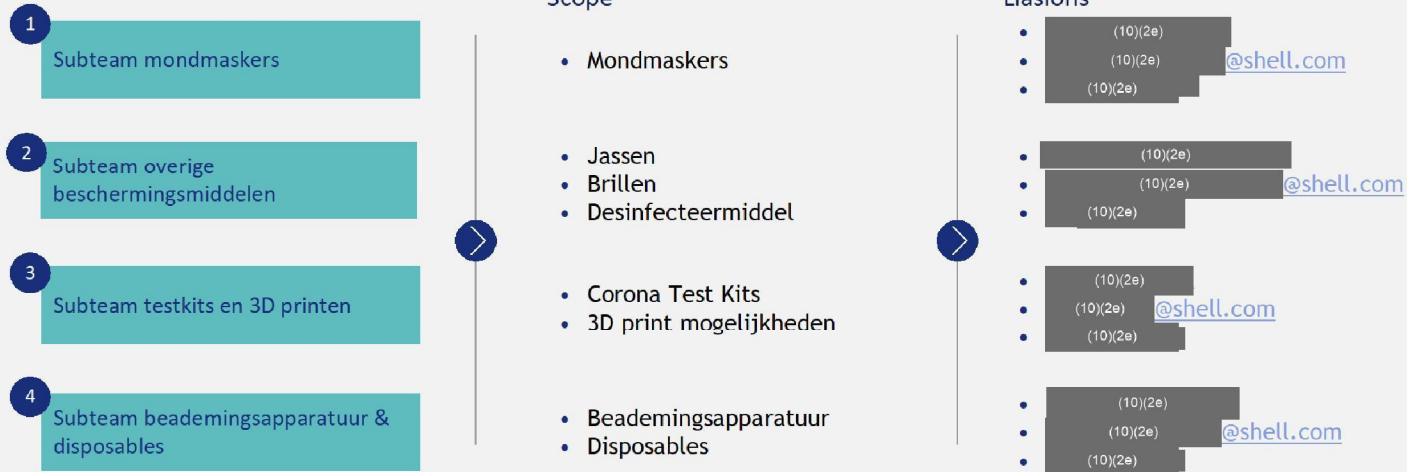 Scope
Liasions
1
Subteam mondmaskers
• Mondmaskers
• (10)(2e)
• (10)(2e) @shell.com
• (10)(2e)
2
Subteam overige
beschermingsmiddelen
• Jassen
• Brillen
• Desinfecteermiddel
• (10)(2e)
• (10)(2e) @shell.com
• (10)(2e)
3
Subteam testkits en 3D printen
• Corona Test Kits
• 3D print mogelijkheden
• (10)(2e)
• (10)(2e) @shell.com
• (10)(2e)
4
Subteam beademingsapparatuur &
disposables
• Beademingsapparatuur
• Disposables
• (10)(2e)
• (10)(2e) @shell.com
• (10)(2e)